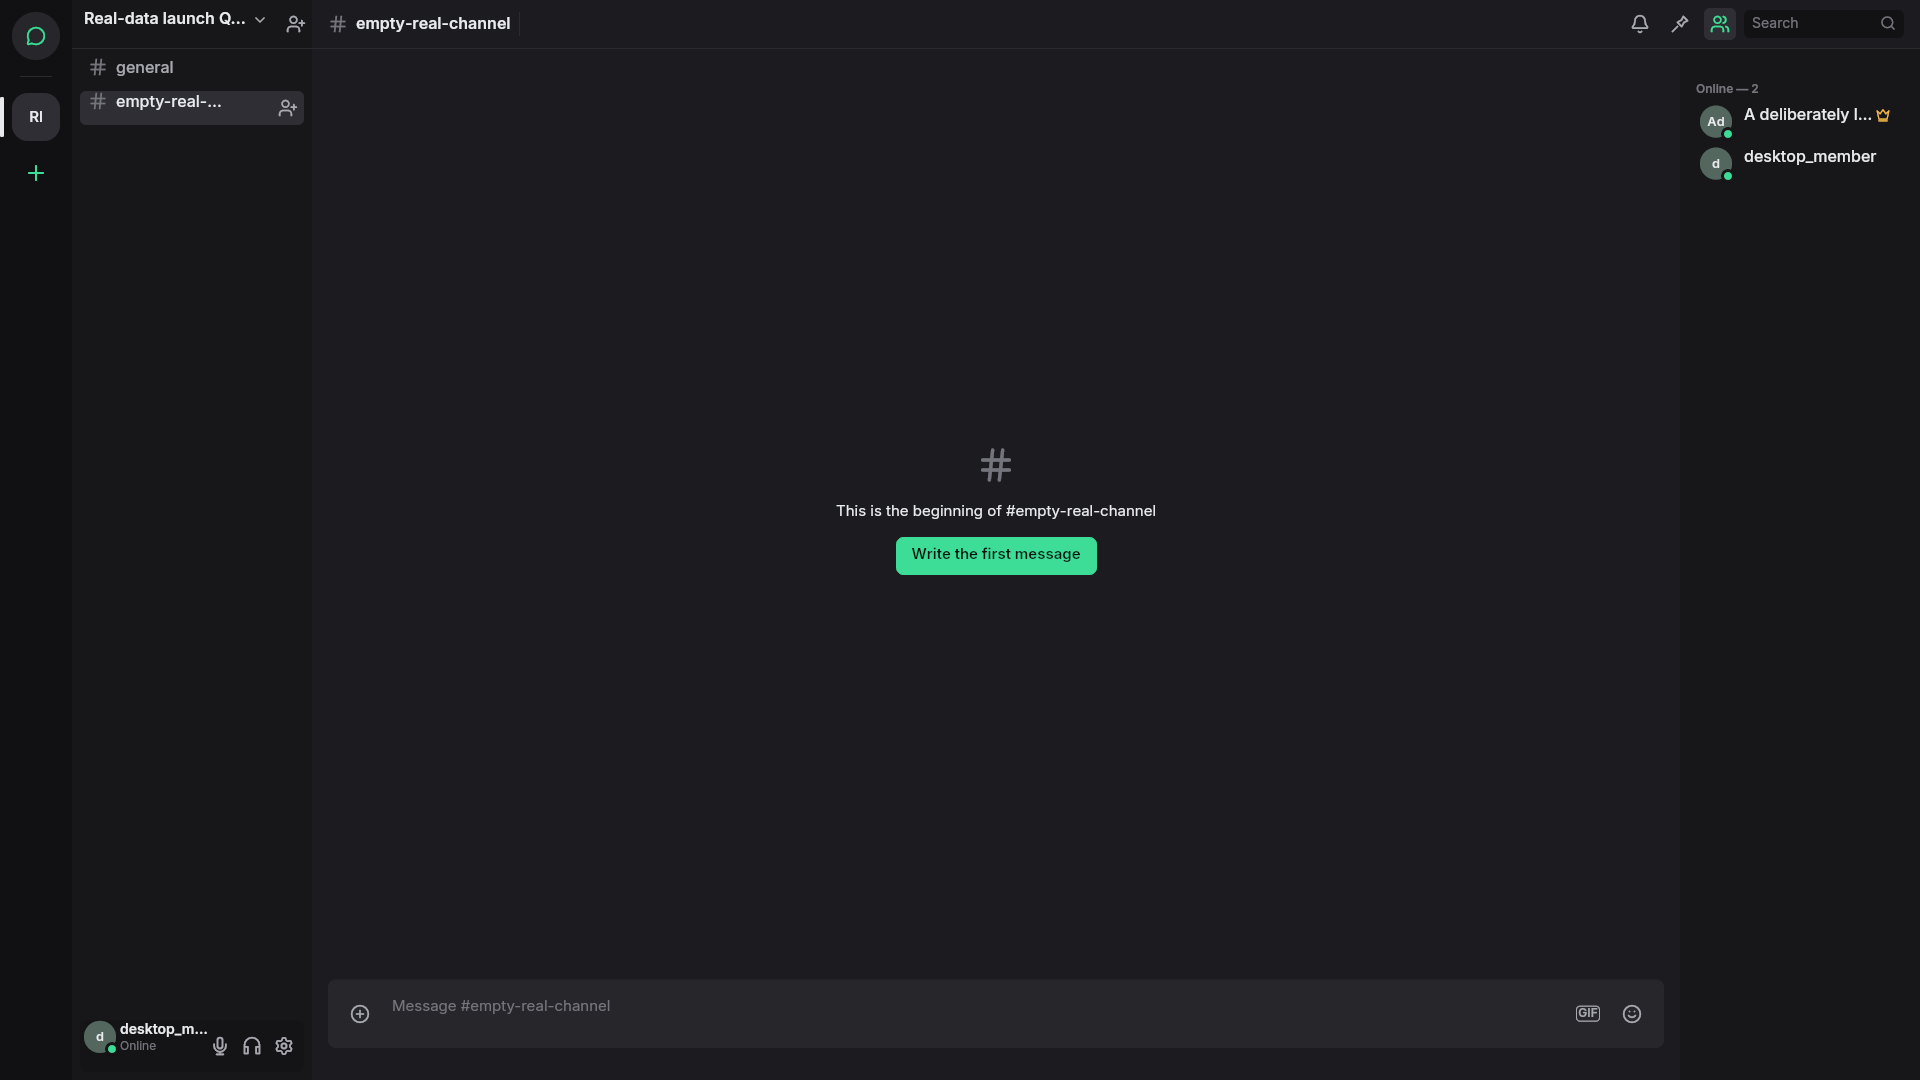 Real-data launch Q...
# empty-real-channel
Search
RI
# general
# empty-real-...
Online — 2
Ad
A deliberately l...
d
desktop_member
This is the beginning of #empty-real-channel
Write the first message
Message #empty-real-channel
GIF
d
desktop_m...
Online